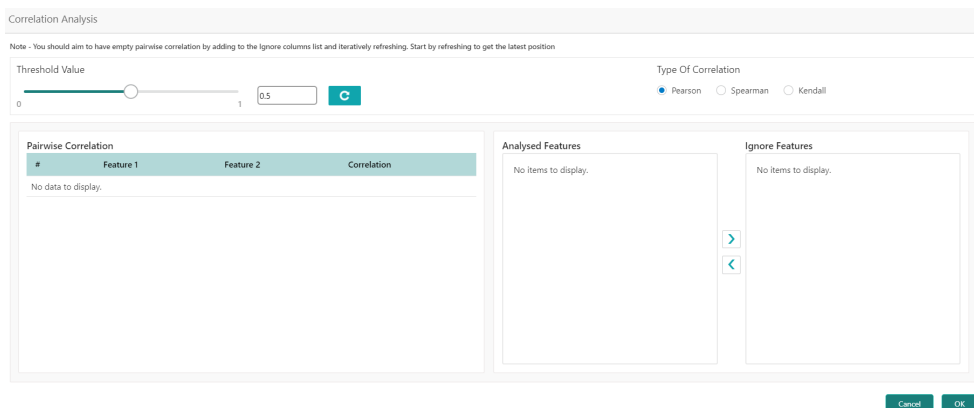 Correlation Analysis
Note - You should aim to have empty pairwise correlation by adding to the Ignore columns list and iteratively refreshing. Start by refreshing to get the latest position
Threshold Value
0
1
0.5
Type Of Correlation
Pearson
Spearman
Kendall
Pairwise Correlation
# Feature 1 Feature 2 Correlation
No data to display.
Analysed Features
No items to display.
Ignore Features
No items to display.
Cancel
OK